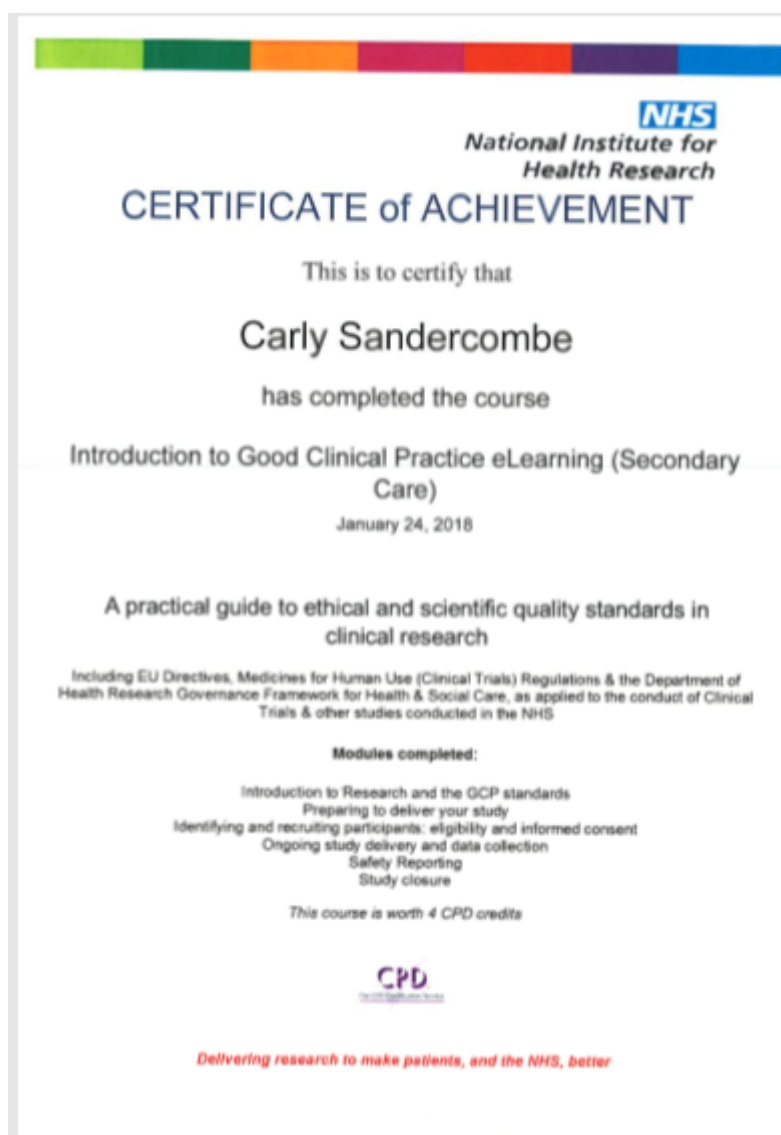 NHS
National Institute for
Health Research
CERTIFICATE of ACHIEVEMENT
This is to certify that
Carly Sandercombe
has completed the course
Introduction to Good Clinical Practice eLearning (Secondary
Care)
January 24, 2018
A practical guide to ethical and scientific quality standards in
clinical research
Including EU Directives, Medicines for Human Use (Clinical Trials) Regulations & the Department of
Health Research Governance Framework for Health & Social Care, as applied to the conduct of Clinical
Trials & other studies conducted in the NHS
Modules completed:
Introduction to Research and the GCP standards
Preparing to deliver your study
Identifying and recruiting participants: eligibility and informed consent
Ongoing study delivery and data collection
Safety Reporting
Study closure
This course is worth 4 CPD credits
CPD
Delivering research to make patients, and the NHS, better